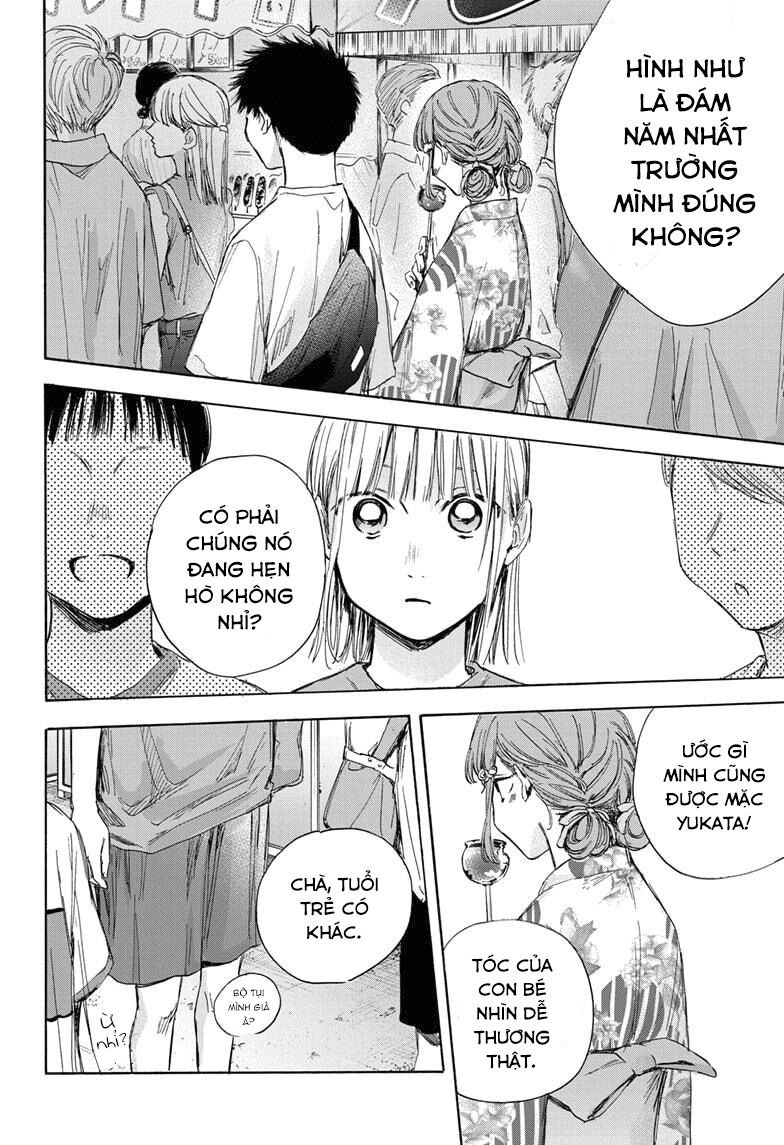 HÌNH NHƯ
LÀ ĐÁM
NĂM NHẤT
TRƯỜNG
MÌNH ĐÚNG
KHÔNG?
CÓ PHẢI
CHÚNG NÓ
ĐANG HẸN
HÒ KHÔNG
NHỈ?
ƯỚC GÌ
MÌNH CŨNG
ĐƯỢC MẶC
YUKATA!
TÓC CỦA
CON BÉ
NHÌN DỄ
THƯƠNG
THẬT.
CHÀ, TUỔI
TRẺ CÓ
KHÁC.
BỘ TỤI
MÌNH GIÀ
À?
Ừ
nhỉ?